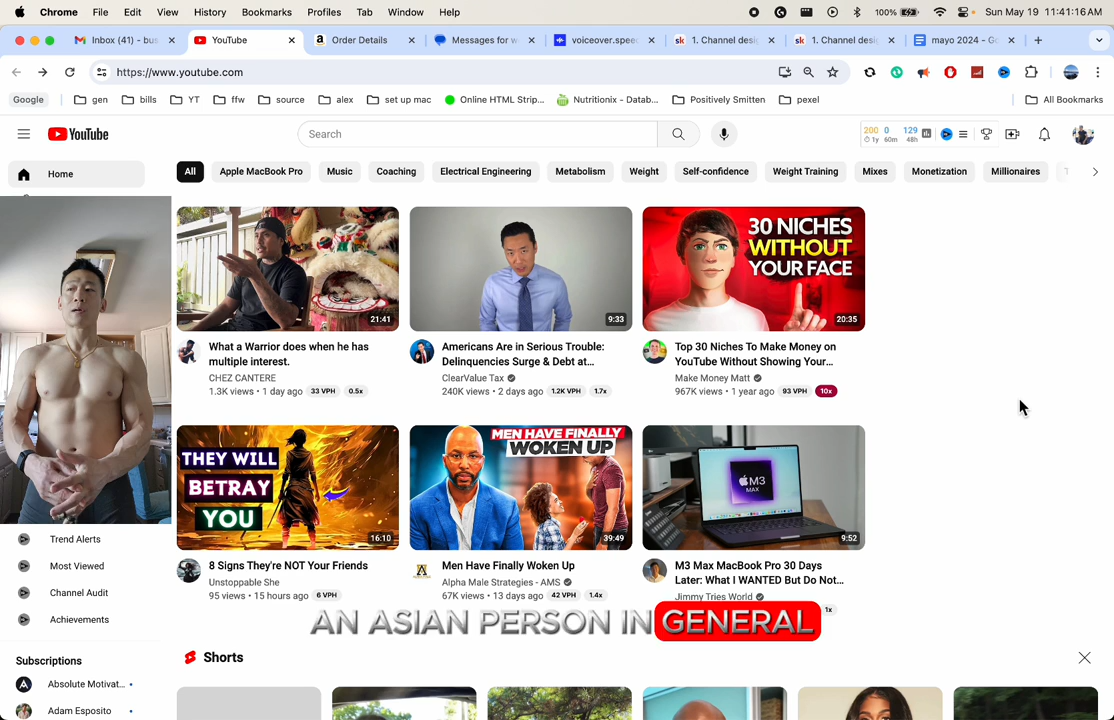 Chrome File Edit View History Bookmarks Profiles Tab Window Help 100% Sun May 19 11:41:16 AM
Inbox (41) - bus YouTube Order Details Messages for w voiceover.spee 1. Channel desi 1. Channel desi mayo 2024 - Go
https://www.youtube.com
Google gen bills YT ffw source alex set up mac Online HTML Strip... Nutritionix - Datab... Positively Smitten pexel All Bookmarks
YouTube Search 200 0 129
1y 60m 48h
Home All Apple MacBook Pro Music Coaching Electrical Engineering Metabolism Weight Self-confidence Weight Training Mixes Monetization Millionaires
30 NICHES
WITHOUT
YOUR FACE
21:41 9:33 20:35
What a Warrior does when he has
multiple interest.
CHEZ CANTERE
1.3K views • 1 day ago 33 VPH 0.5x
Americans Are in Serious Trouble:
Delinquencies Surge & Debt at...
ClearValue Tax
240K views • 2 days ago 1.2K VPH 1.7x
Top 30 Niches To Make Money on
YouTube Without Showing Your...
Make Money Matt
967K views • 1 year ago 93 VPH 10x
THEY WILL
BETRAY
YOU
16:10
MEN HAVE FINALLY
WOKEN UP
39:49
M3
MAX
9:52
8 Signs They're NOT Your Friends
Unstoppable She
95 views • 15 hours ago 6 VPH
Men Have Finally Woken Up
Alpha Male Strategies - AMS
67K views • 13 days ago 42 VPH 1.4x
M3 Max MacBook Pro 30 Days
Later: What I WANTED But Do Not...
Jimmy Tries World
1x
AN ASIAN PERSON IN GENERAL
Trend Alerts
Most Viewed
Channel Audit
Achievements
Subscriptions
Absolute Motivat...
Adam Esposito
Shorts